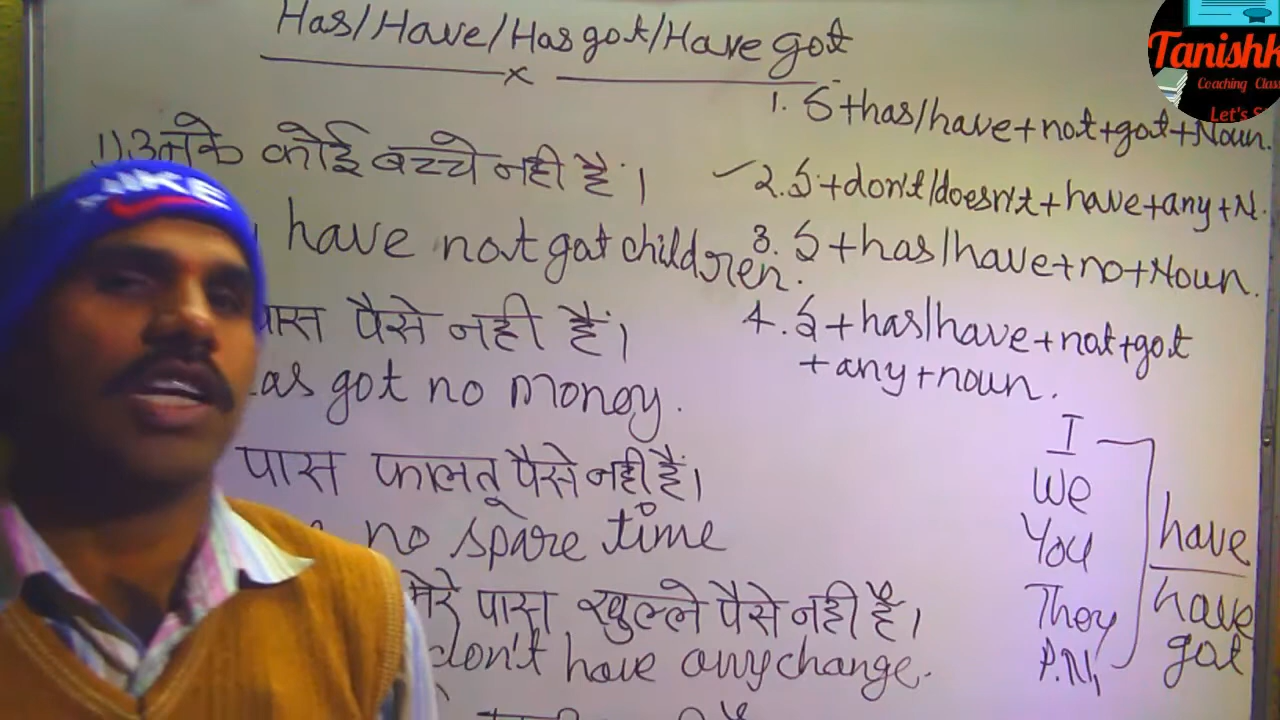 Has/Have/Has got/Have got
x
1) उनके कोई बच्चे नही हैं।
have not got children.
पास पैसे नही हैं।
as got no money.
पास फालतू पैसे नही हैं।
no spare time
मेरे पास खुल्ले पैसे नही है।
don't have any change.
1. S+has/have+not+got+Noun.
2. S+don't/doesn't+have+any+N.
3. S+has/have+no+Noun.
4. S+has/have+not+got
+any+noun.
I
We
You
They
P.N,
have
have
got
NIKE
Tanishk
Coaching Class
Let's S